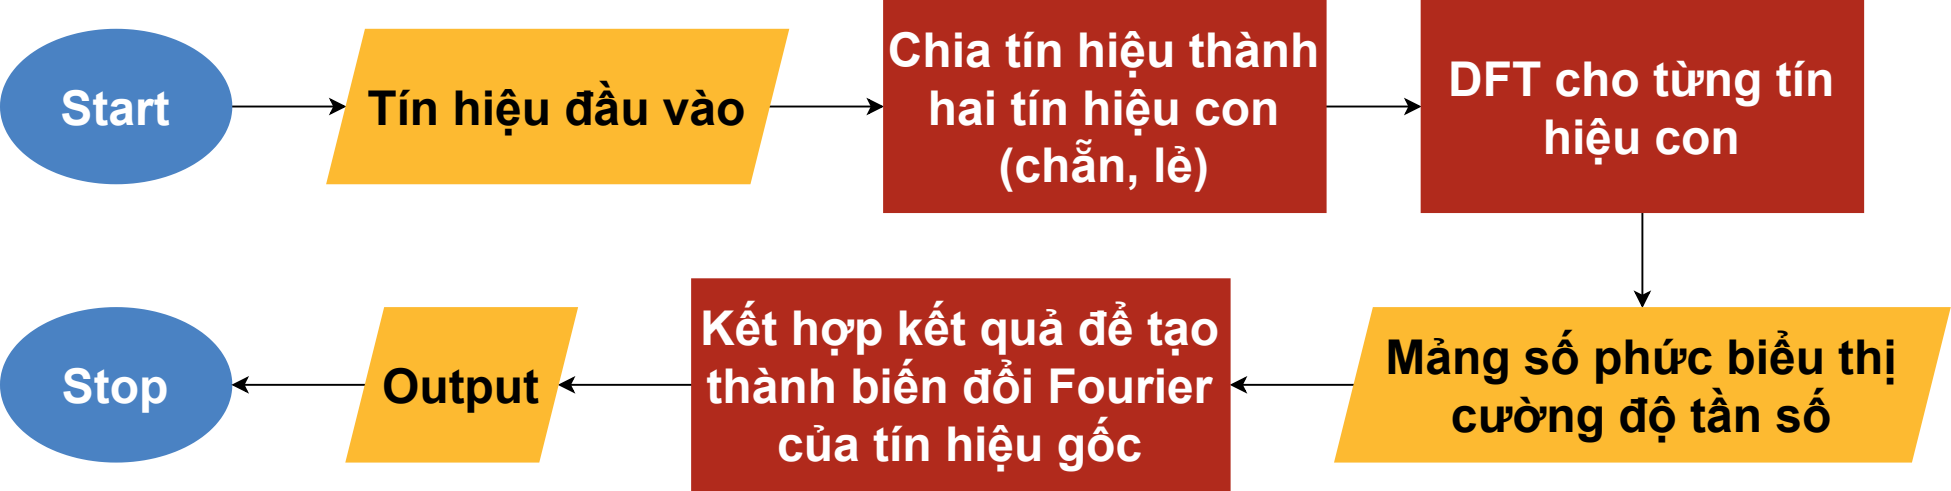 Start
Tín hiệu đầu vào
Chia tín hiệu thành
hai tín hiệu con
(chẵn, lẻ)
DFT cho từng tín
hiệu con
Mảng số phức biểu thị
cường độ tần số
Kết hợp kết quả để tạo
thành biến đổi Fourier
của tín hiệu gốc
Output
Stop